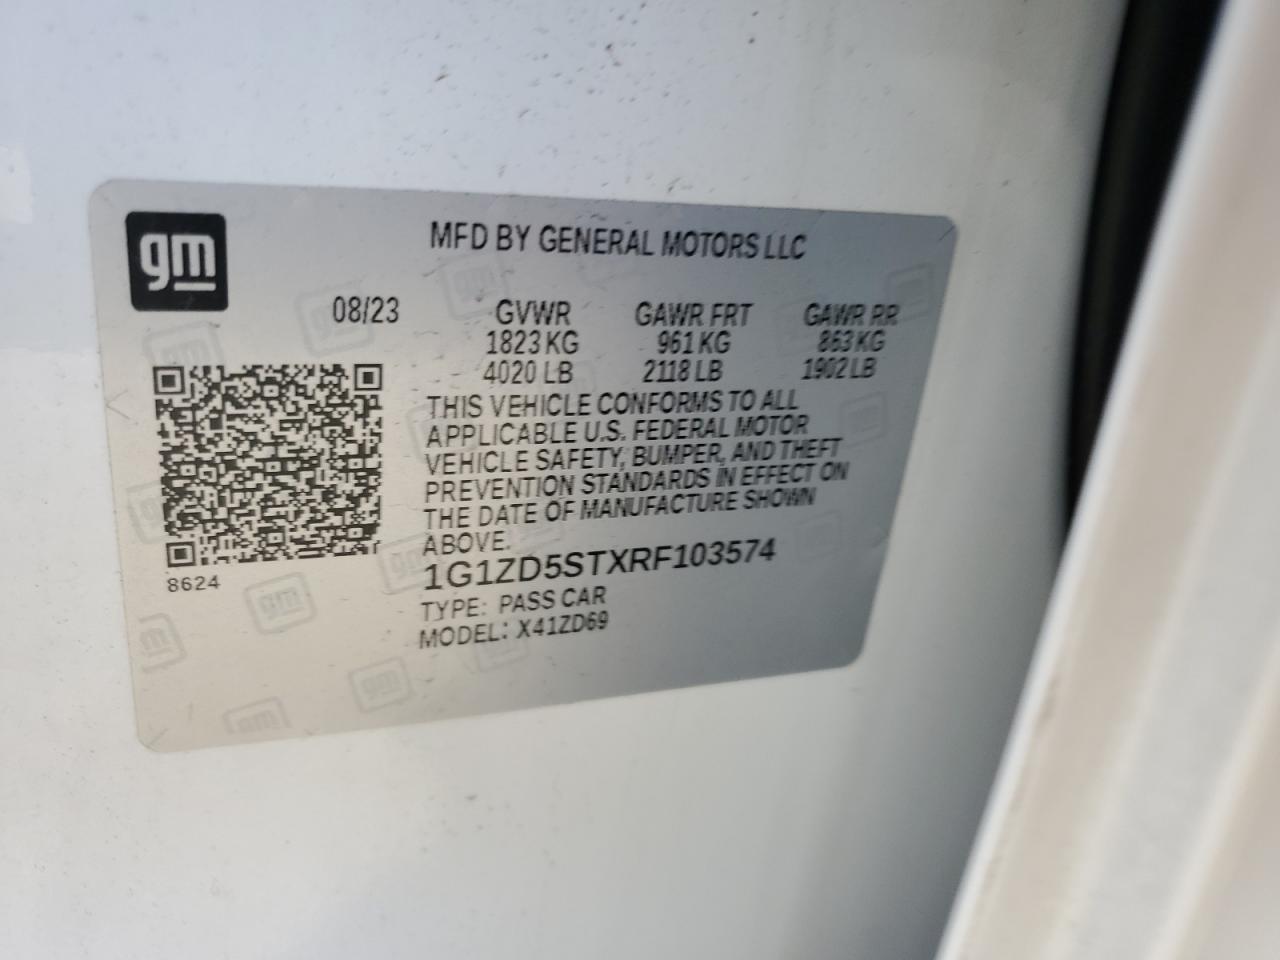 gm
MFD BY GENERAL MOTORS LLC
08/23 GVWR GAWR FRT GAWR RR
1823 KG 961 KG 863 KG
4020 LB 2118 LB 1902 LB
THIS VEHICLE CONFORMS TO ALL
APPLICABLE U.S. FEDERAL MOTOR
VEHICLE SAFETY, BUMPER, AND THEFT
PREVENTION STANDARDS IN EFFECT ON
THE DATE OF MANUFACTURE SHOWN
ABOVE.
1G1ZD5STXRF103574
TYPE: PASS CAR
MODEL: X41ZD69
8624